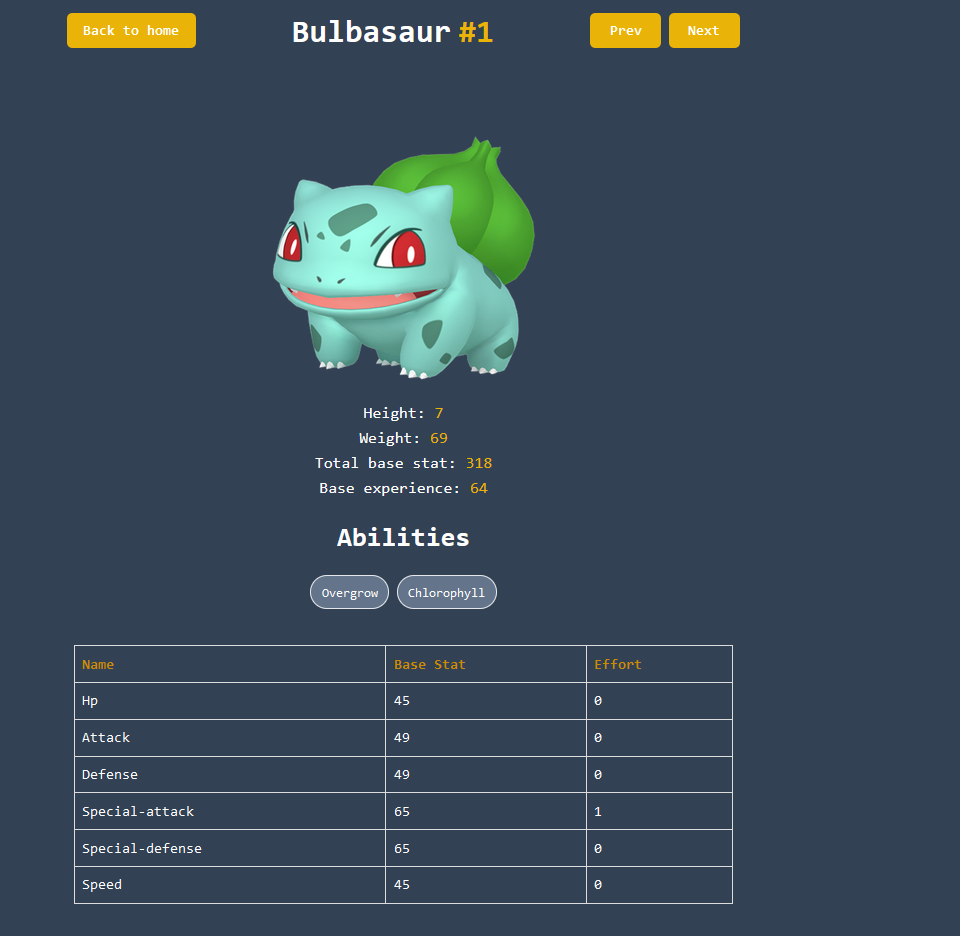 Back to home Bulbasaur #1 Prev Next
Height: 7
Weight: 69
Total base stat: 318
Base experience: 64
Abilities
Overgrow Chlorophyll
Name Base Stat Effort
Hp 45 0
Attack 49 0
Defense 49 0
Special-attack 65 1
Special-defense 65 0
Speed 45 0